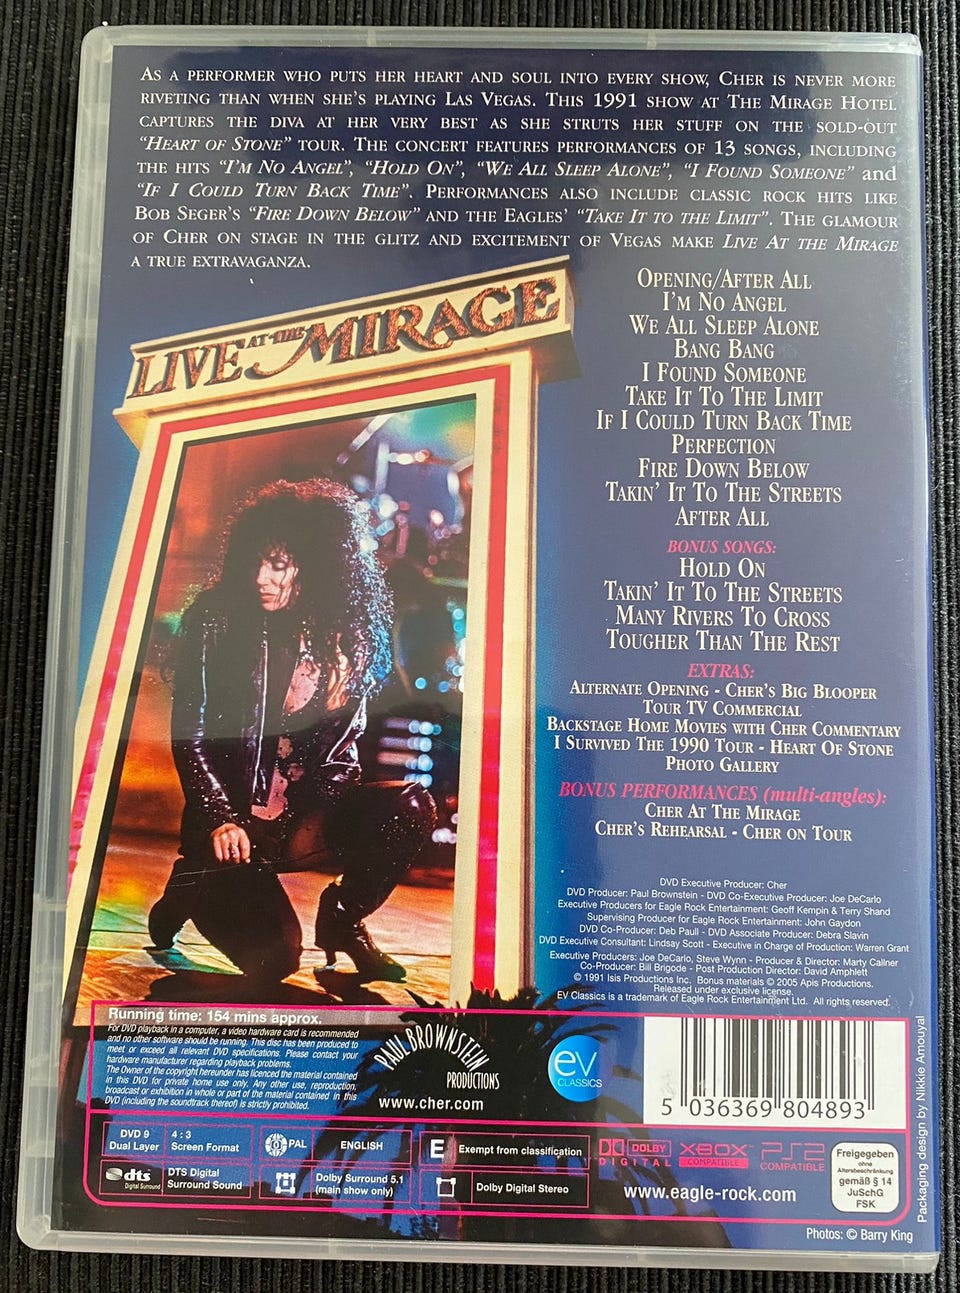 As a performer who puts her heart and soul into every show, Cher is never more
riveting than when she's playing Las Vegas. This 1991 show at The Mirage Hotel
captures the diva at her very best as she struts her stuff on the sold-out
"Heart of Stone" tour. The concert features performances of 13 songs, including
the hits "I'm No Angel", "Hold On", "We All Sleep Alone", "I Found Someone" and
"If I Could Turn Back Time". Performances also include classic rock hits like
Bob Seger's "Fire Down Below" and the Eagles' "Take It to the Limit". The glamour
of Cher on stage in the glitz and excitement of Vegas make Live At the Mirage
a true extravaganza.
LIVE AT THE MIRAGE
Opening/After All
I'm No Angel
We All Sleep Alone
Bang Bang
I Found Someone
Take It To The Limit
If I Could Turn Back Time
Perfection
Fire Down Below
Takin' It To The Streets
After All
BONUS SONGS:
Hold On
Takin' It To The Streets
Many Rivers To Cross
Tougher Than The Rest
EXTRAS:
Alternate Opening - Cher's Big Blooper
Tour TV Commercial
Backstage Home Movies with Cher Commentary
I Survived The 1990 Tour - Heart Of Stone
Photo Gallery
BONUS PERFORMANCES (multi-angles):
Cher At The Mirage
Cher's Rehearsal - Cher on Tour
DVD Executive Producer: Cher
DVD Producer: Paul Brownstein - DVD Co-Executive Producer: Joe DeCarlo
Executive Producers for Eagle Rock Entertainment: Geoff Kempin & Terry Shand
Supervising Producer for Eagle Rock Entertainment: John Gaydon
DVD Co-Producer: Deb Paull - DVD Associate Producer: Debra Slavin
DVD Executive Consultant: Lindsay Scott - Executive in Charge of Production: Warren Grant
Executive Producers: Joe DeCarlo, Steve Wynn - Producer & Director: Marty Callner
Co-Producer: Bill Brigode - Post Production Director: David Amphlett
© 1991 Isis Productions Inc. Bonus materials © 2005 Apis Productions.
Released under exclusive license.
EV Classics is a trademark of Eagle Rock Entertainment Ltd. All rights reserved.
Running time: 154 mins approx.
For DVD playback in a computer, a video hardware card is recommended
and no other software should be running. This disc has been produced to
meet or exceed all relevant DVD specifications. Please contact your
hardware manufacturer regarding playback problems.
The Owner of the copyright hereunder has licenced the material contained
in this DVD for private home use only. Any other use, reproduction,
broadcast or exhibition in whole or part of the material contained in this
DVD (including the soundtrack thereof) is strictly prohibited.
PAUL BROWNSTEIN
PRODUCTIONS
www.cher.com
ev
CLASSICS
5 036369 804893
DVD 9
Dual Layer
4 : 3
Screen Format
PAL
ENGLISH
E Exempt from classification
DOLBY
DIGITAL
XBOX
COMPATIBLE
PS2
COMPATIBLE
dts
Digital Surround
DTS Digital
Surround Sound
Dolby Surround 5.1
(main show only)
Dolby Digital Stereo
www.eagle-rock.com
Freigegeben
ohne
Altersbeschränkung
gemäß § 14
JuSchG
FSK
Photos: © Barry King
Packaging design by Nikkie Amouyal